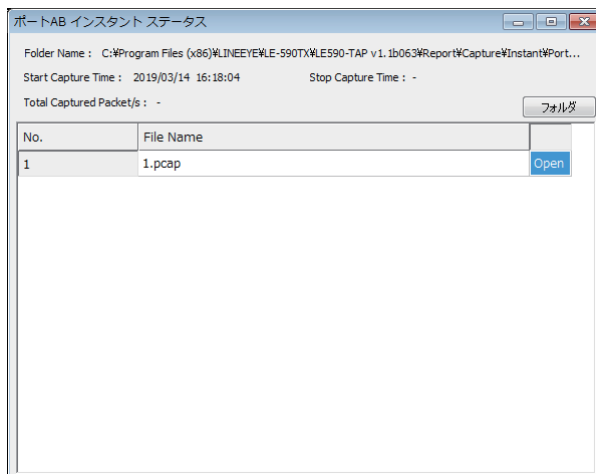 ポートAB インスタント ステータス
Folder Name : C:¥Program Files (x86)¥LINEEYE¥LE-590TX¥LE590-TAP v1.1b063¥Report¥Capture¥Instant¥Port...
Start Capture Time : 2019/03/14 16:18:04 Stop Capture Time : -
Total Captured Packet/s : -
フォルダ
No. File Name
1 1.pcap Open